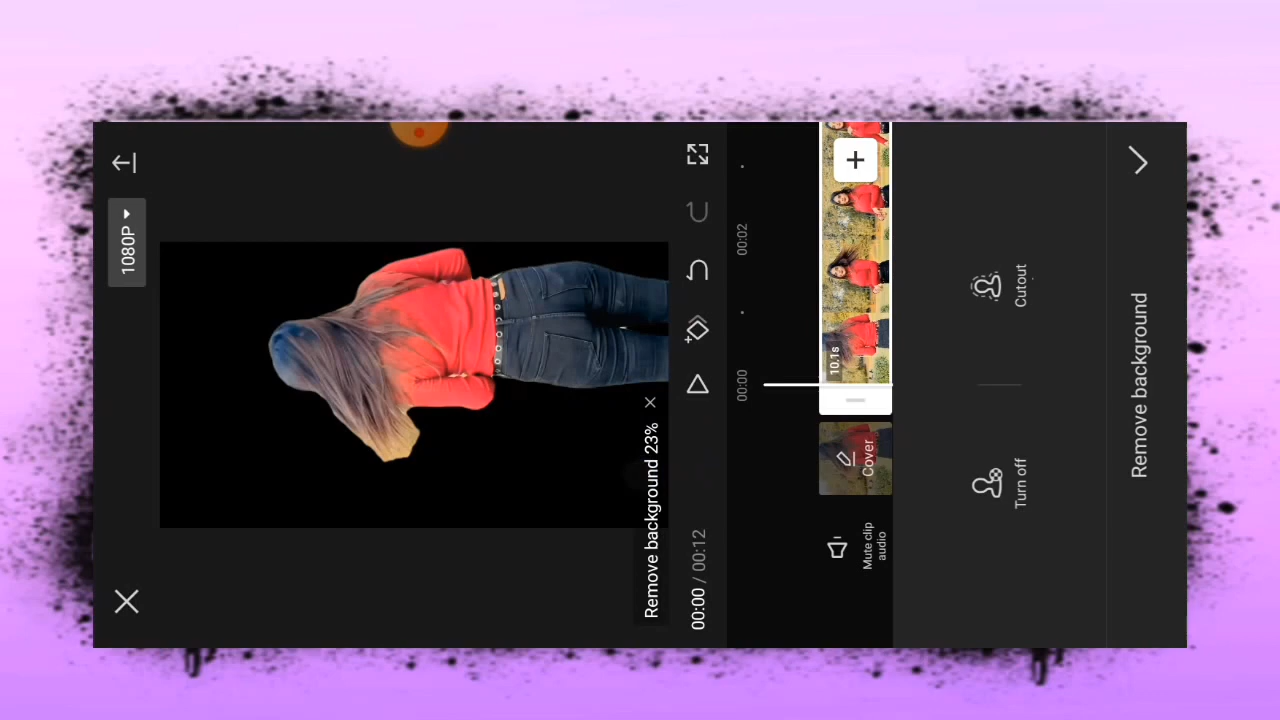 1080P
Remove background 23%
00:00 / 00:12
00:00
00:02
Mute clip
audio
Cover
10.1s
Turn off
Cutout
Remove background